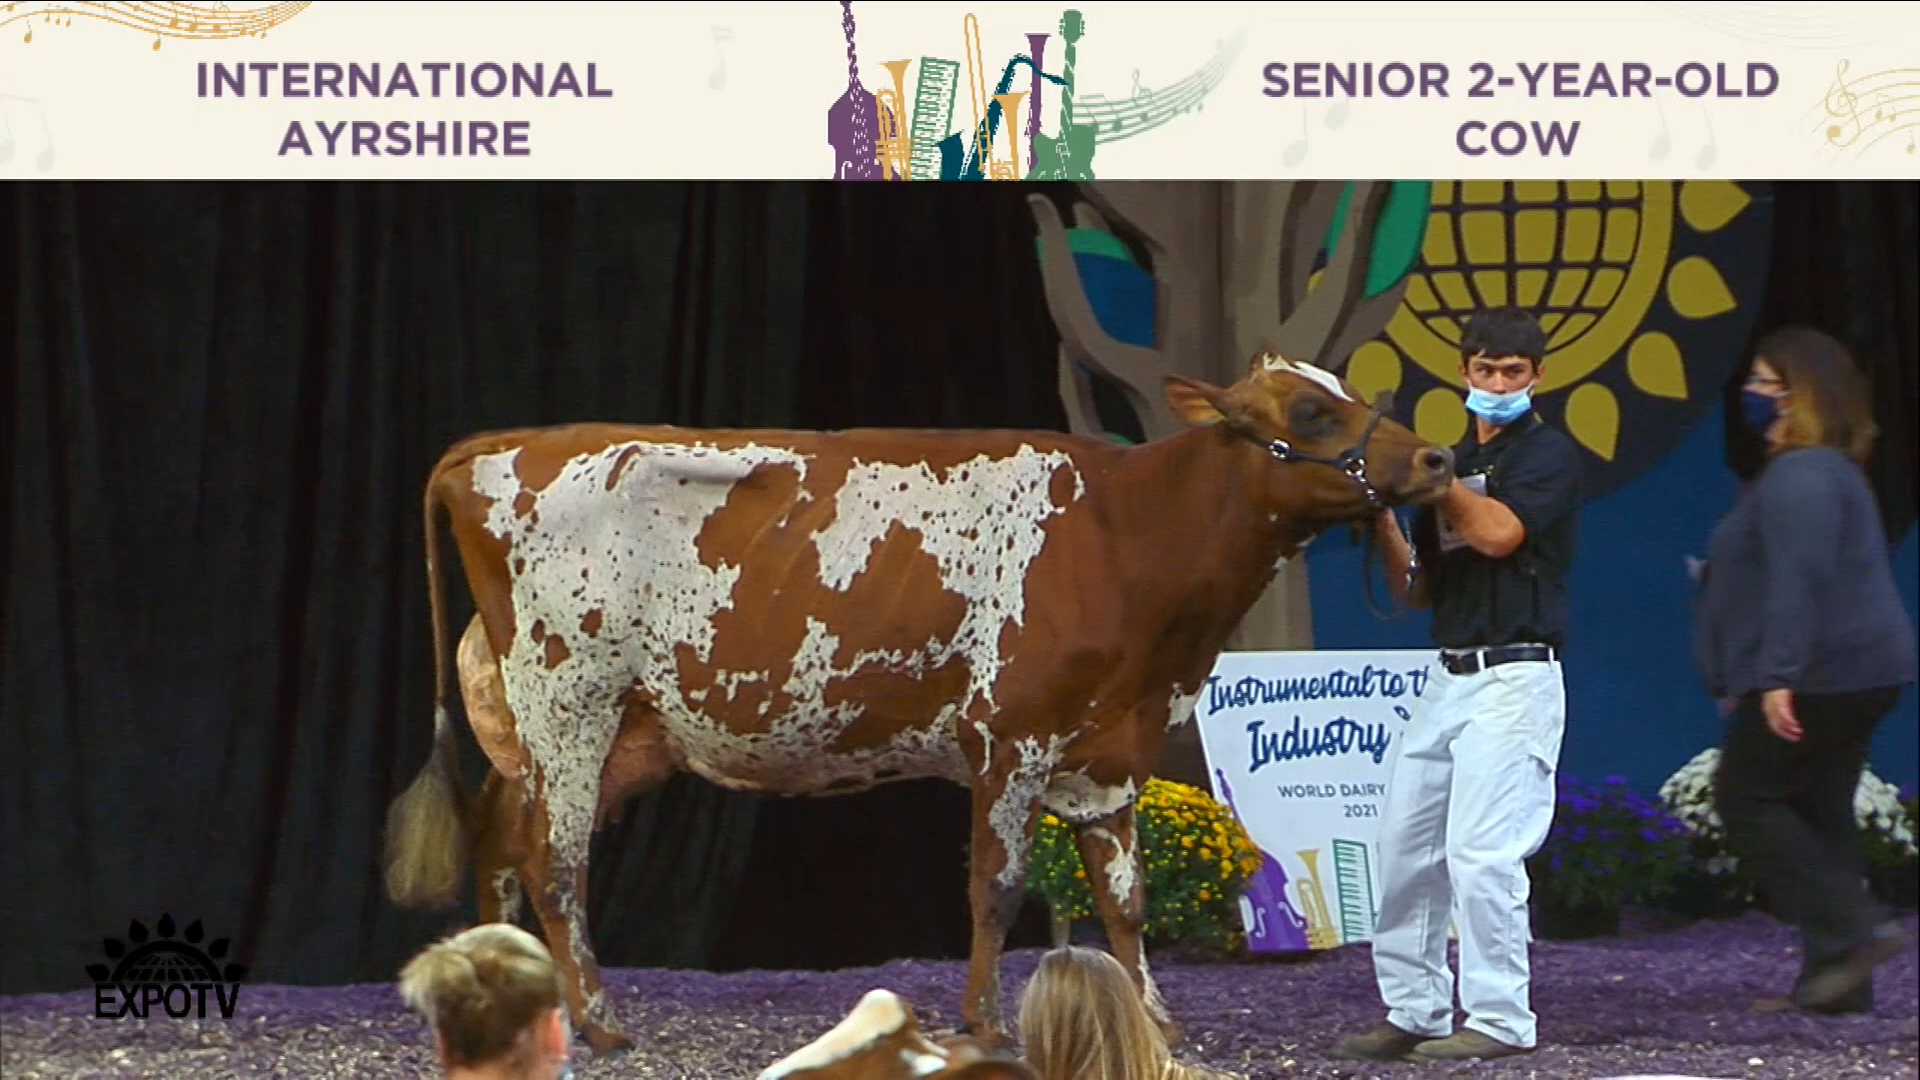 INTERNATIONAL
AYRSHIRE
SENIOR 2-YEAR-OLD
COW
Instrumental to
Industry
WORLD DAIRY
2021
EXPOTV